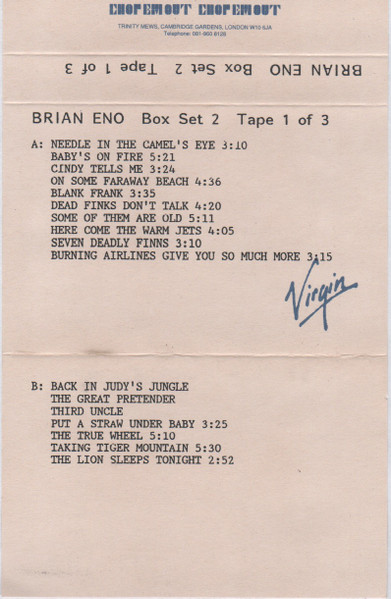 COPEMOUT COPEMOUT
TRINITY MEWS, CAMBRIDGE GARDENS, LONDON W10 6JA
Telephone: 081-960 8128
BRIAN ENO Box Set 2 Tape 1 of 3
BRIAN ENO Box Set 2 Tape 1 of 3
A: NEEDLE IN THE CAMEL'S EYE 3:10
BABY'S ON FIRE 5:21
CINDY TELLS ME 3:24
ON SOME FARAWAY BEACH 4:36
BLANK FRANK 3:35
DEAD FINKS DON'T TALK 4:20
SOME OF THEM ARE OLD 5:11
HERE COME THE WARM JETS 4:05
SEVEN DEADLY FINNS 3:10
BURNING AIRLINES GIVE YOU SO MUCH MORE 3:15
Virgin
B: BACK IN JUDY'S JUNGLE
THE GREAT PRETENDER
THIRD UNCLE
PUT A STRAW UNDER BABY 3:25
THE TRUE WHEEL 5:10
TAKING TIGER MOUNTAIN 5:30
THE LION SLEEPS TONIGHT 2:52